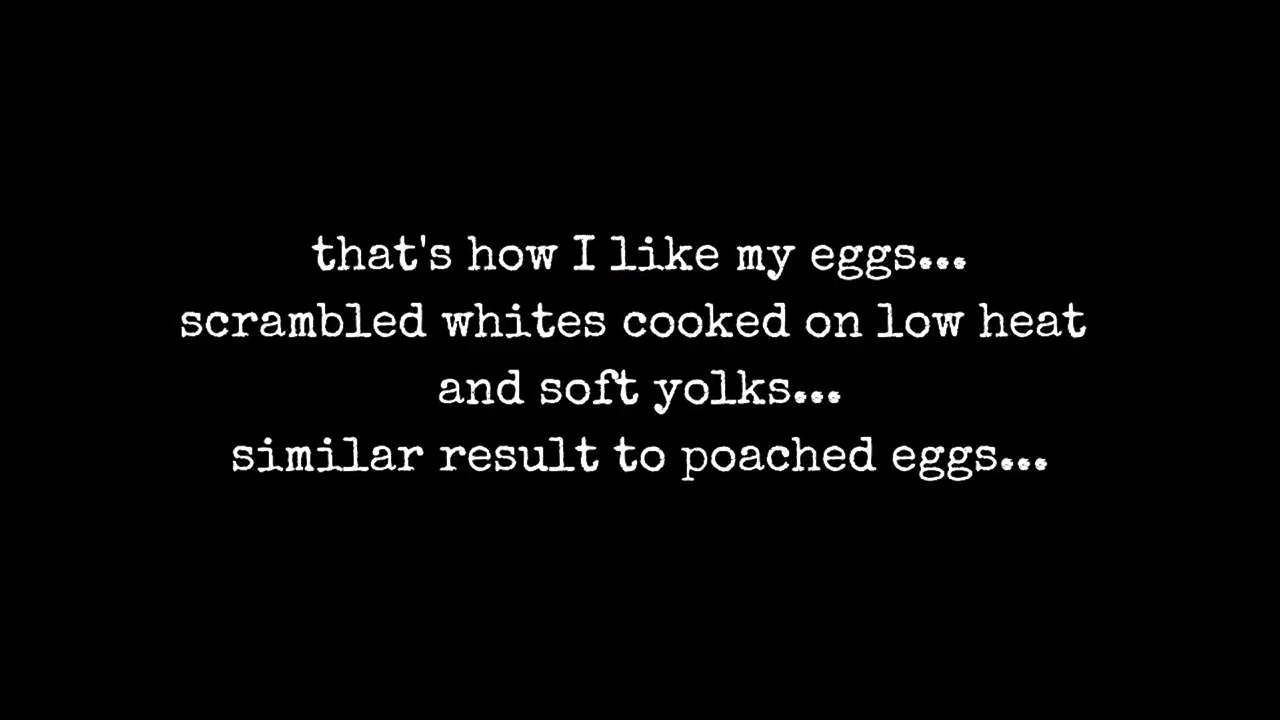 that's how I like my eggs...
scrambled whites cooked on low heat
and soft yolks...
similar result to poached eggs...